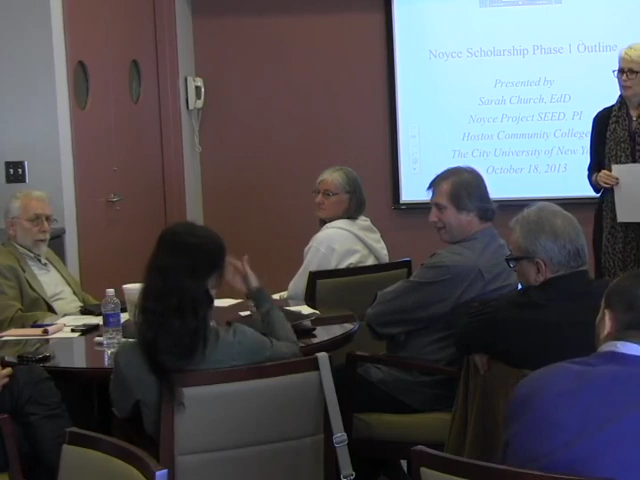 Noyce Scholarship Phase 1 Outline
Presented by
Sarah Church, EdD
Noyce Project SEED, PI
Hostos Community College
The City University of New
October 18, 2013